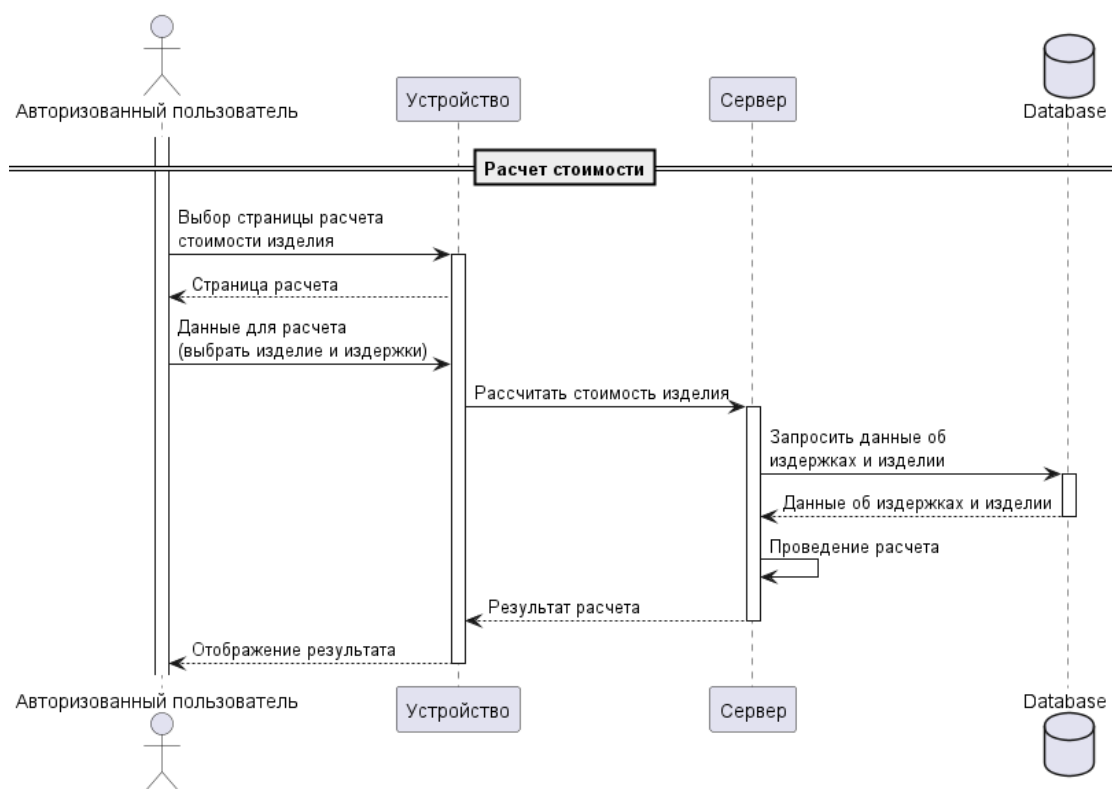 Авторизованный пользователь
Устройство
Сервер
Database
Расчет стоимости
Выбор страницы расчета
стоимости изделия
Страница расчета
Данные для расчета
(выбрать изделие и издержки)
Рассчитать стоимость изделия
Запросить данные об
издержках и изделии
Данные об издержках и изделии
Проведение расчета
Результат расчета
Отображение результата
Авторизованный пользователь
Устройство
Сервер
Database